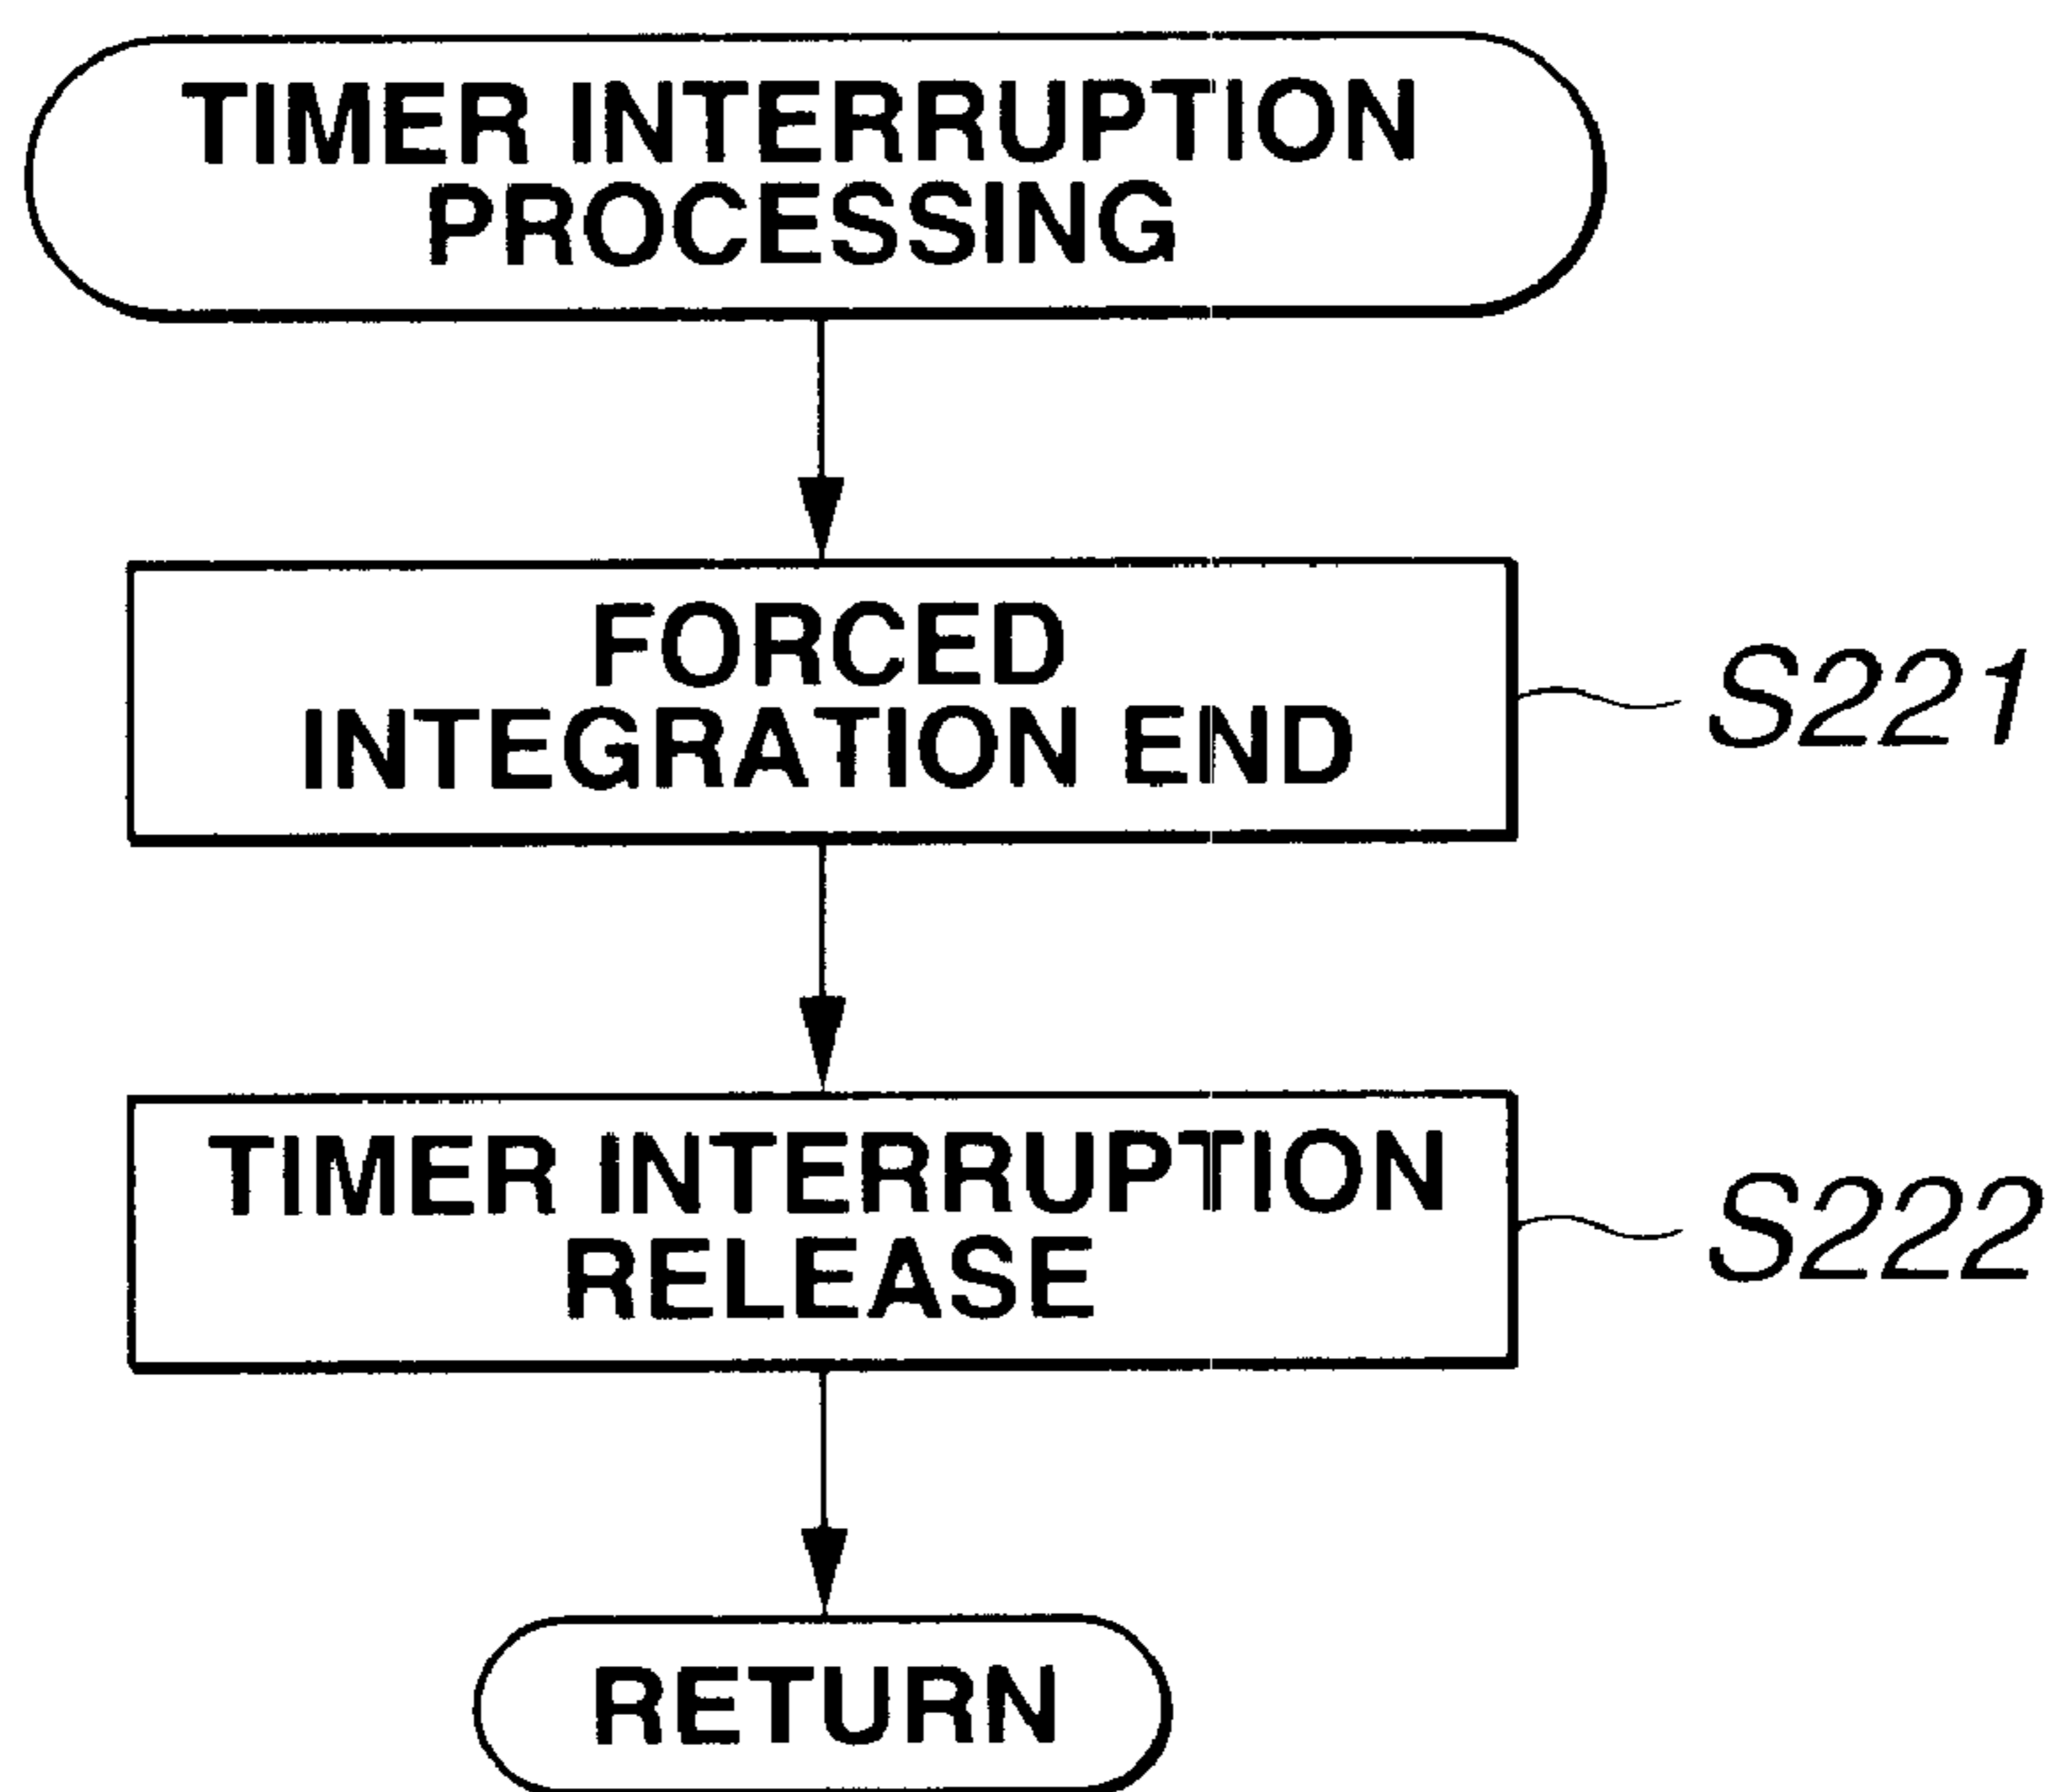 TIMER INTERRUPTION
PROCESSING
FORCED
INTEGRATION END
S221
TIMER INTERRUPTION
RELEASE
S222
RETURN